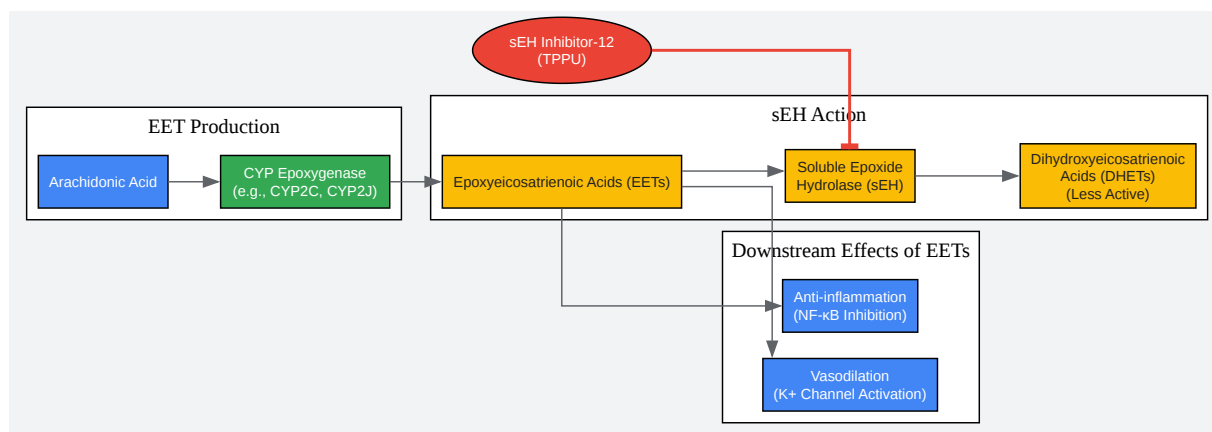 sEH Inhibitor-12
(TPPU)
EET Production
Arachidonic Acid
CYP Epoxygenase
(e.g., CYP2C, CYP2J)
sEH Action
Epoxyeicosatrienoic Acids (EETs)
Soluble Epoxide
Hydrolase (sEH)
Dihydroxyeicosatrienoic
Acids (DHETs)
(Less Active)
Downstream Effects of EETs
Anti-inflammation
(NF-κB Inhibition)
Vasodilation
(K+ Channel Activation)